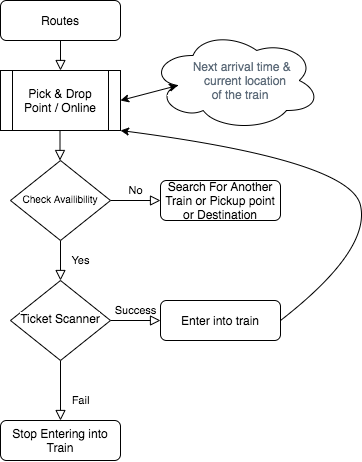 Routes
Next arrival time &
current location
of the train
Pick & Drop
Point / Online
Check Availibility
No
Search For Another
Train or Pickup point
or Destination
Yes
Ticket Scanner
Success
Enter into train
Fail
Stop Entering into
Train